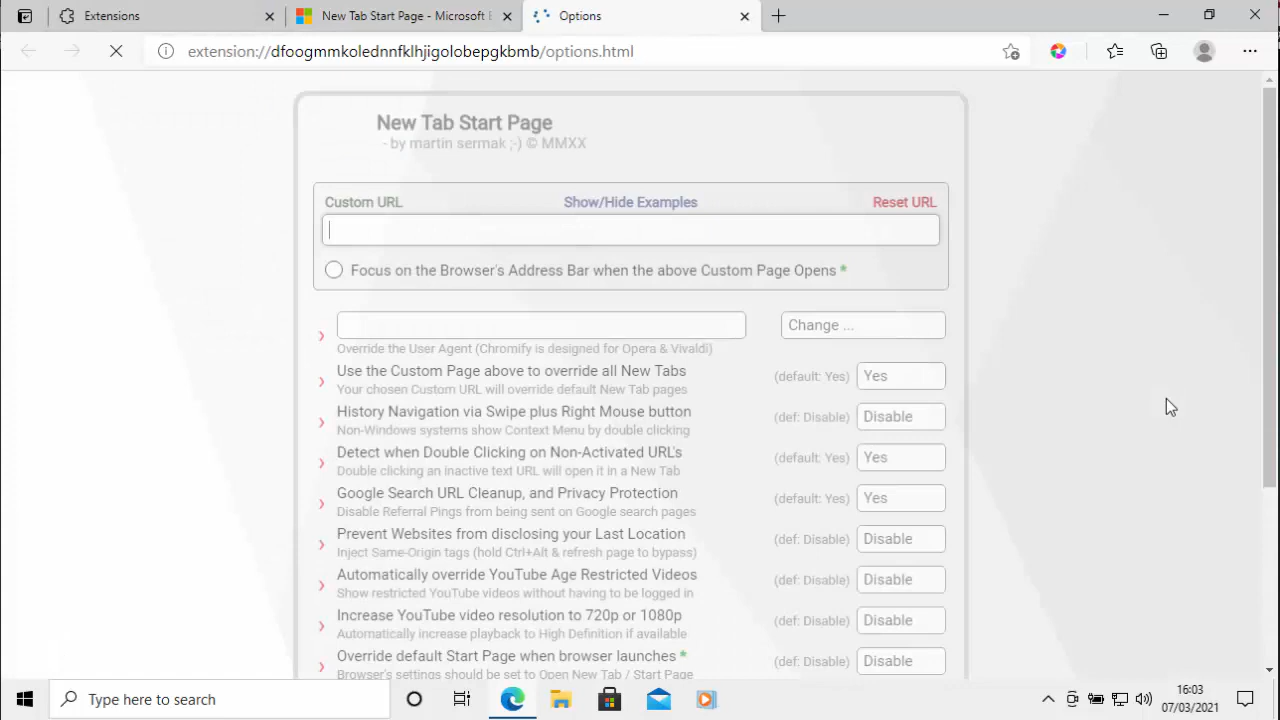 Extensions
New Tab Start Page - Microsoft E
Options
extension://dfoogmmkolednnfklhjigolobepgkbmb/options.html
New Tab Start Page
- by martin sermak ;-) © MMXX
Custom URL
Show/Hide Examples
Reset URL
Focus on the Browser's Address Bar when the above Custom Page Opens *
Change ...
Override the User Agent (Chromify is designed for Opera & Vivaldi)
Use the Custom Page above to override all New Tabs
(default: Yes) Yes
Your chosen Custom URL will override default New Tab pages
History Navigation via Swipe plus Right Mouse button
(def: Disable) Disable
Non-Windows systems show Context Menu by double clicking
Detect when Double Clicking on Non-Activated URL's
(default: Yes) Yes
Double clicking an inactive text URL will open it in a New Tab
Google Search URL Cleanup, and Privacy Protection
(default: Yes) Yes
Disable Referral Pings from being sent on Google search pages
Prevent Websites from disclosing your Last Location
(def: Disable) Disable
Inject Same-Origin tags (hold Ctrl+Alt & refresh page to bypass)
Automatically override YouTube Age Restricted Videos
(def: Disable) Disable
Show restricted YouTube videos without having to be logged in
Increase YouTube video resolution to 720p or 1080p
(def: Disable) Disable
Automatically increase playback to High Definition if available
Override default Start Page when browser launches *
(def: Disable) Disable
Browser's settings should be set to Open New Tab / Start Page
Type here to search
16:03
07/03/2021